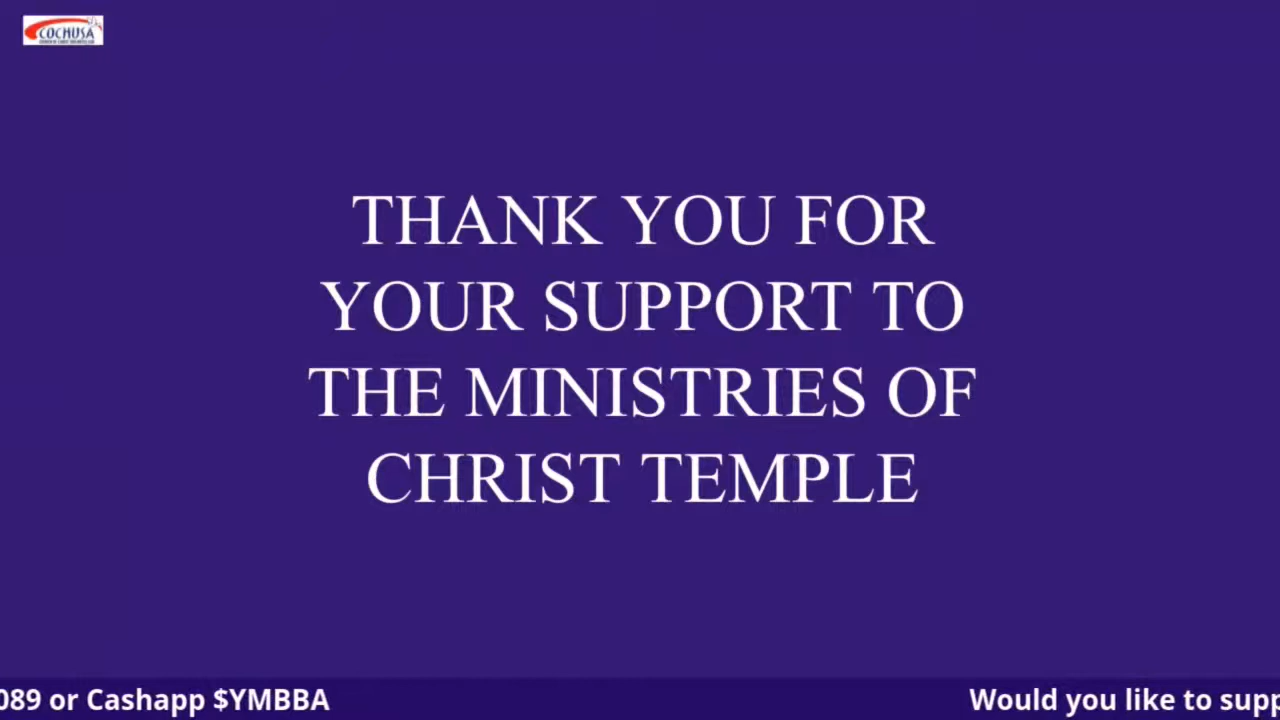 COCHUSA
THANK YOU FOR
YOUR SUPPORT TO
THE MINISTRIES OF
CHRIST TEMPLE
089 or Cashapp $YMBBA
Would you like to supp